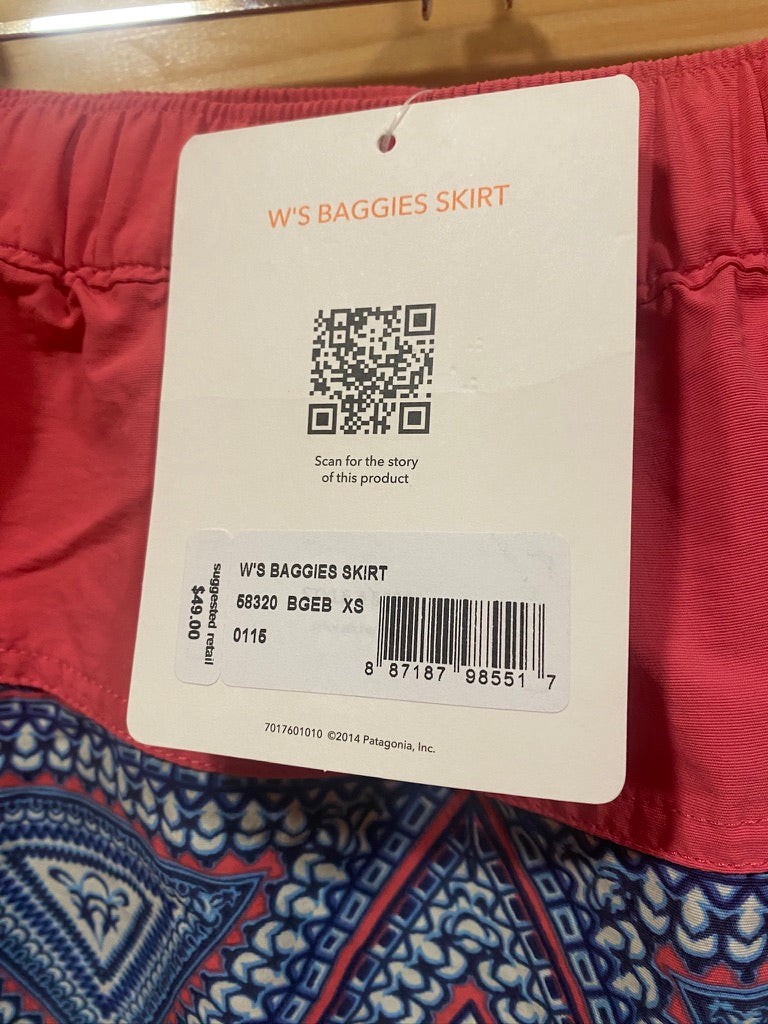 W'S BAGGIES SKIRT
Scan for the story
of this product
suggested retail
$49.00
W'S BAGGIES SKIRT
58320 BGEB XS
0115
8 87187 98551 7
7017601010 ©2014 Patagonia, Inc.